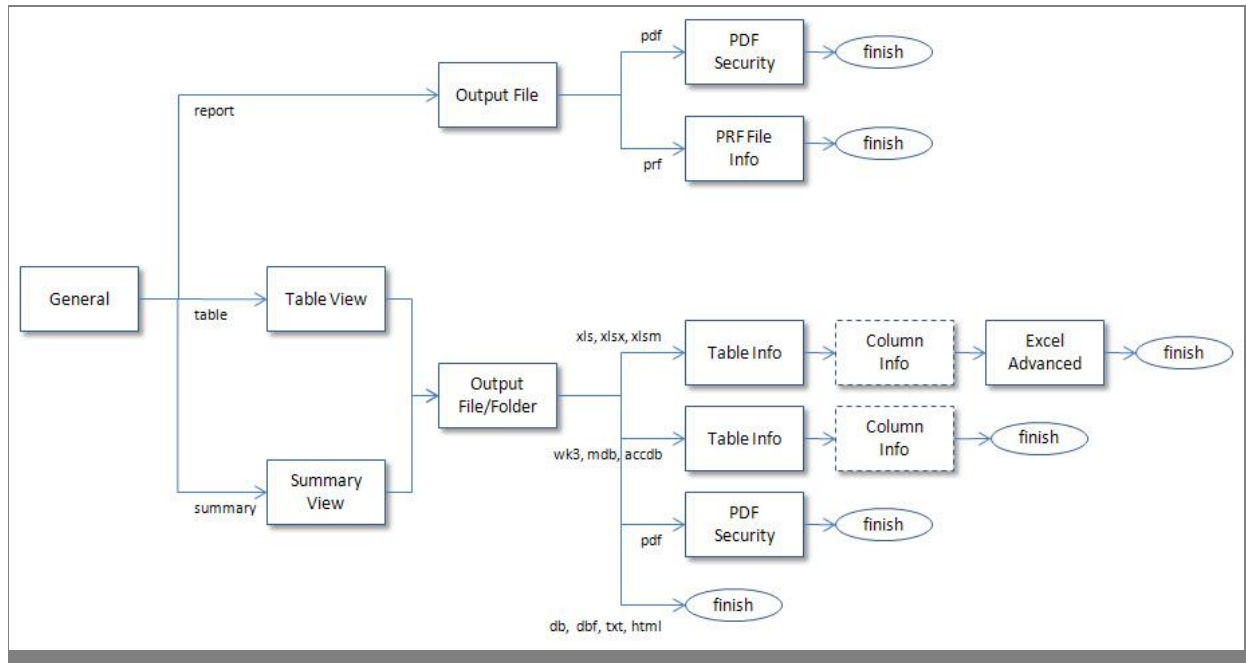 pdf
PDF
Security
finish
report
Output File
prf
PRF File
Info
finish
General
table
Table View
summary
Summary
View
Output
File/Folder
xls, xlsx, xlsm
Table Info
Column
Info
Excel
Advanced
finish
wk3, mdb, accdb
Table Info
Column
Info
finish
pdf
PDF
Security
finish
db, dbf, txt, html
finish